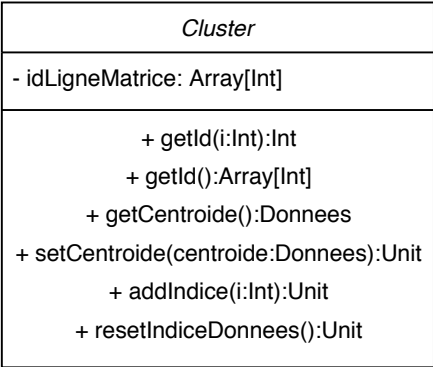 Cluster
- idLigneMatrice: Array[Int]
+ getId(i:Int):Int
+ getId():Array[Int]
+ getCentroide():Donnees
+ setCentroide(centroide:Donnees):Unit
+ addIndice(i:Int):Unit
+ resetIndiceDonnees():Unit